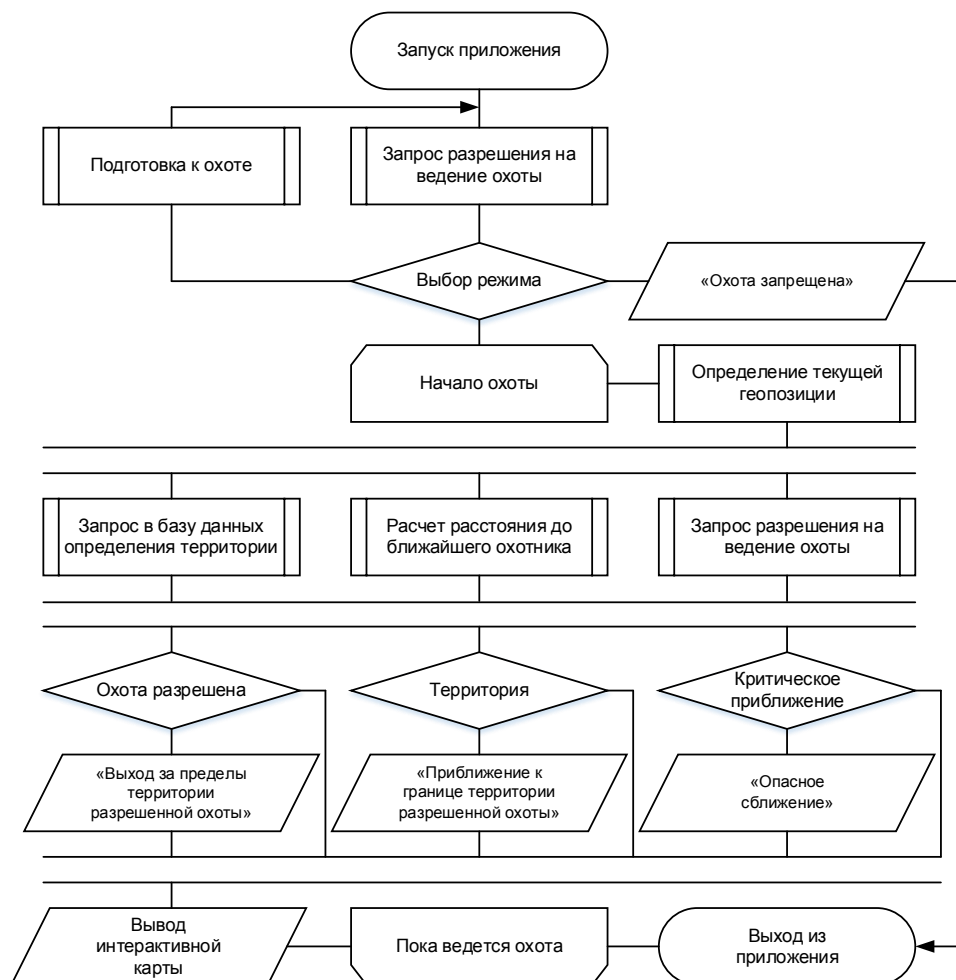 Запуск приложения
Подготовка к охоте
Запрос разрешения на
ведение охоты
Выбор режима
«Охота запрещена»
Начало охоты
Определение текущей
геопозиции
Запрос в базу данных
определения территории
Расчет расстояния до
ближайшего охотника
Запрос разрешения на
ведение охоты
Охота разрешена
Территория
Критическое
приближение
«Выход за пределы
территории
разрешенной охоты»
«Приближение к
границе территории
разрешенной охоты»
«Опасное
сближение»
Вывод
интерактивной
карты
Пока ведется охота
Выход из
приложения